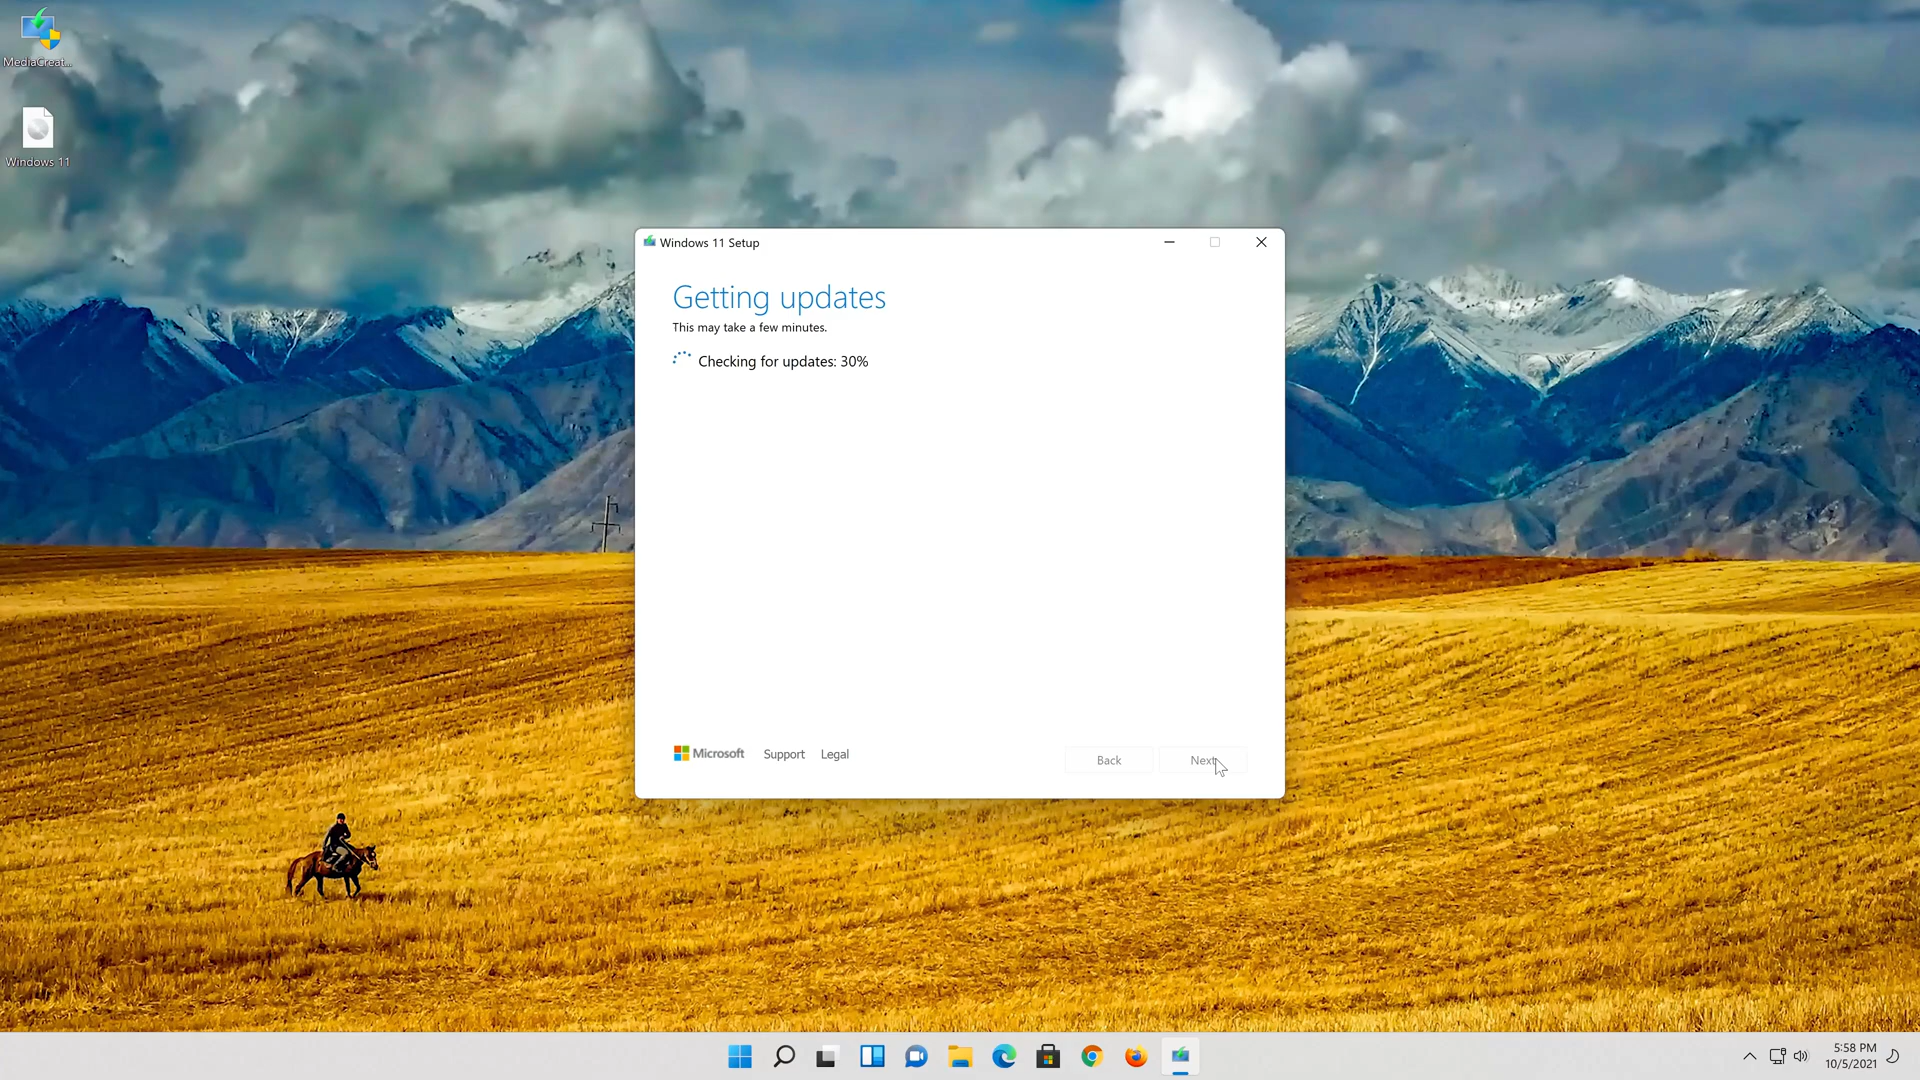 MediaCreat...
Windows 11
Windows 11 Setup
Getting updates
This may take a few minutes.
Checking for updates: 30%
Microsoft Support Legal
Back Next
5:58 PM
10/5/2021